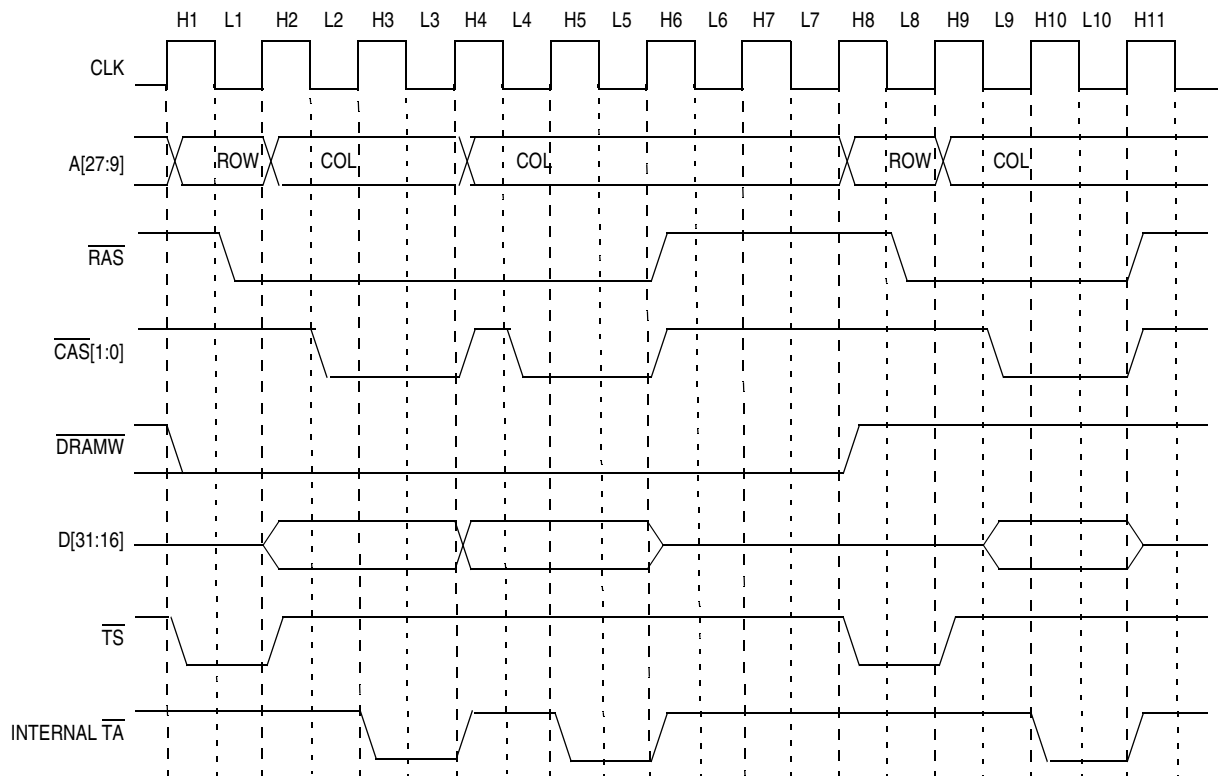 H1 L1 H2 L2 H3 L3 H4 L4 H5 L5 H6 L6 H7 L7 H8 L8 H9 L9 H10 L10 H11
CLK
A[27:9] ROW COL COL ROW COL
RAS
CAS[1:0]
DRAMW
D[31:16]
TS
INTERNAL TA